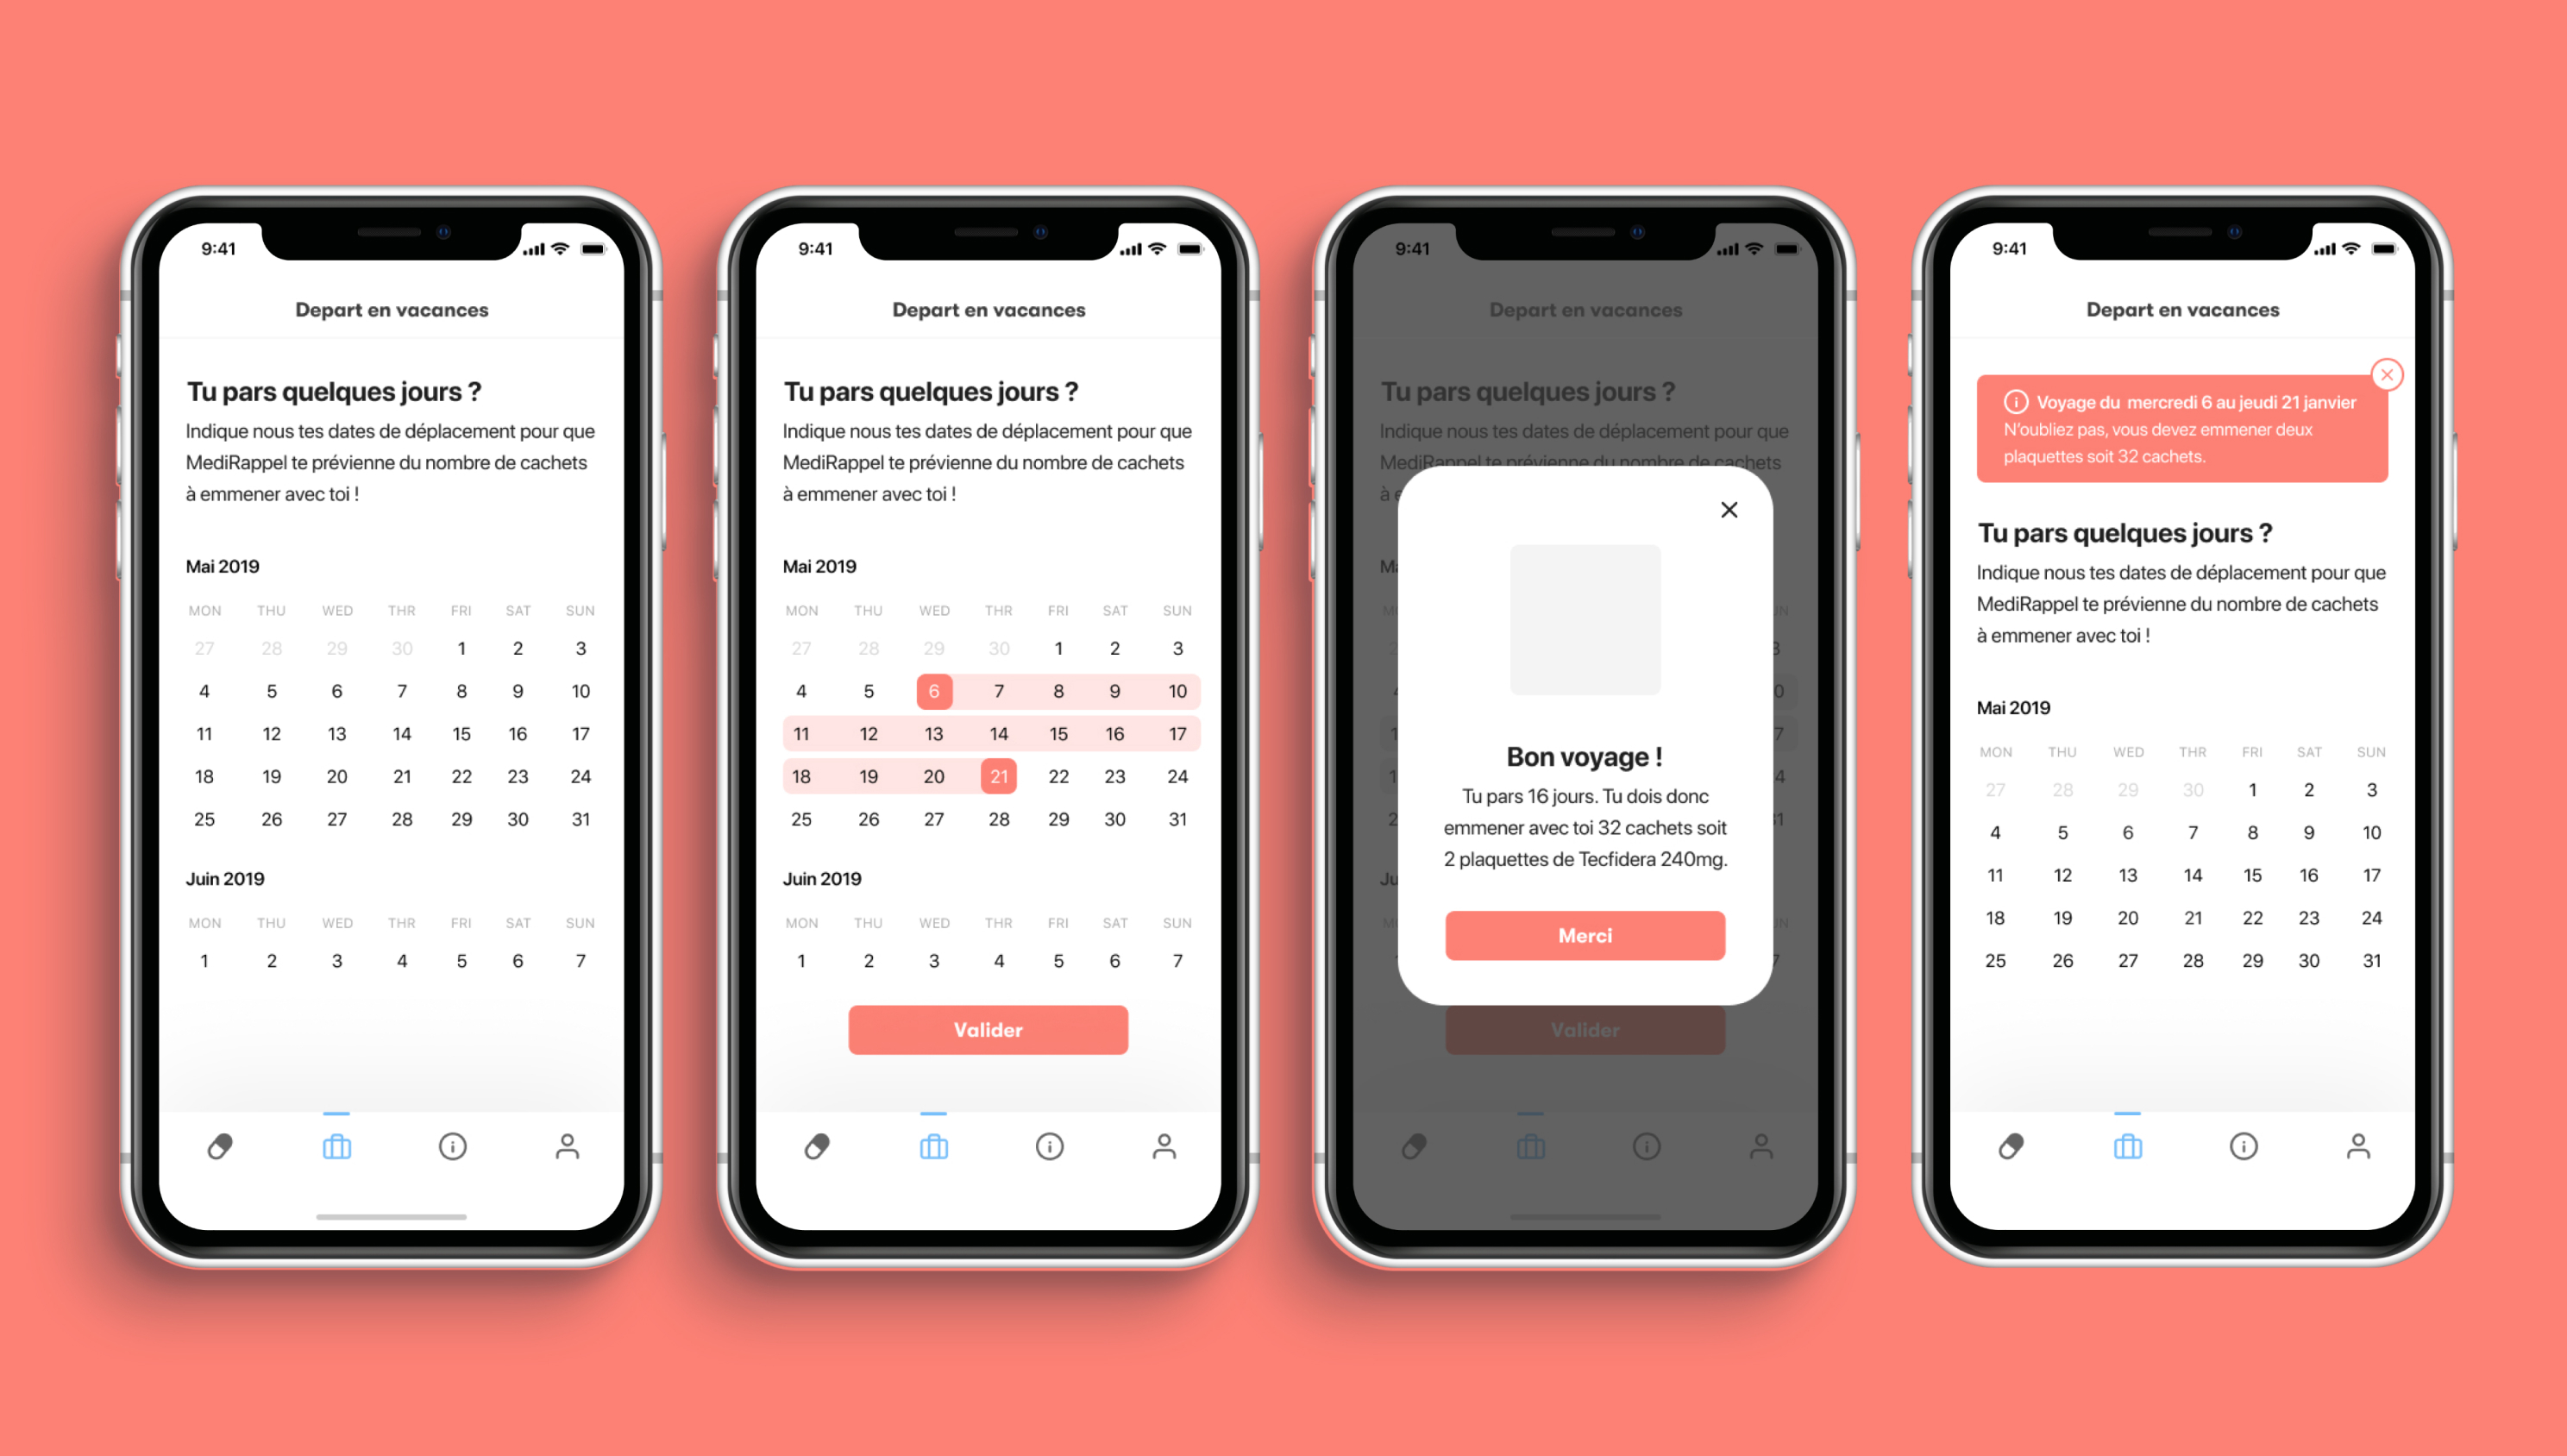 9:41
Depart en vacances
Tu pars quelques jours ?
Indique nous tes dates de déplacement pour que
MediRappel te prévienne du nombre de cachets
à emmener avec toi !
Mai 2019
MON THU WED THR FRI SAT SUN
27 28 29 30 1 2 3
4 5 6 7 8 9 10
11 12 13 14 15 16 17
18 19 20 21 22 23 24
25 26 27 28 29 30 31
Juin 2019
MON THU WED THR FRI SAT SUN
1 2 3 4 5 6 7
9:41
Depart en vacances
Tu pars quelques jours ?
Indique nous tes dates de déplacement pour que
MediRappel te prévienne du nombre de cachets
à emmener avec toi !
Mai 2019
MON THU WED THR FRI SAT SUN
27 28 29 30 1 2 3
4 5 6 7 8 9 10
11 12 13 14 15 16 17
18 19 20 21 22 23 24
25 26 27 28 29 30 31
Juin 2019
MON THU WED THR FRI SAT SUN
1 2 3 4 5 6 7
Valider
9:41
Depart en vacances
Tu pars quelques jours ?
Indique nous tes dates de déplacement pour que
MediRappel te prévienne du nombre de cachets
à
Bon voyage !
Tu pars 16 jours. Tu dois donc
emmener avec toi 32 cachets soit
2 plaquettes de Tecfidera 240mg.
Merci
Valider
9:41
Depart en vacances
Voyage du mercredi 6 au jeudi 21 janvier
N'oubliez pas, vous devez emmener deux
plaquettes soit 32 cachets.
Tu pars quelques jours ?
Indique nous tes dates de déplacement pour que
MediRappel te prévienne du nombre de cachets
à emmener avec toi !
Mai 2019
MON THU WED THR FRI SAT SUN
27 28 29 30 1 2 3
4 5 6 7 8 9 10
11 12 13 14 15 16 17
18 19 20 21 22 23 24
25 26 27 28 29 30 31